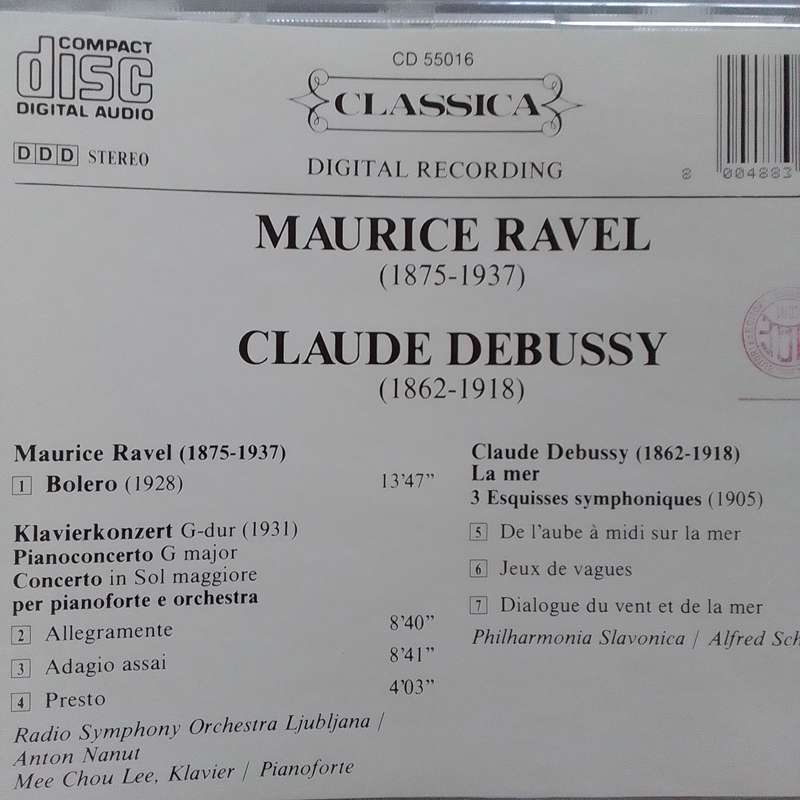 COMPACT
disc
DIGITAL AUDIO
DDD STEREO
CD 55016
CLASSICA
DIGITAL RECORDING
8 004883
MAURICE RAVEL
(1875-1937)
CLAUDE DEBUSSY
(1862-1918)
Maurice Ravel (1875-1937)
1 Bolero (1928) 13'47"
Klavierkonzert G-dur (1931)
Pianoconcerto G major
Concerto in Sol maggiore
per pianoforte e orchestra
2 Allegramente 8'40"
3 Adagio assai 8'41"
4 Presto 4'03"
Radio Symphony Orchestra Ljubljana /
Anton Nanut
Mee Chou Lee, Klavier / Pianoforte
Claude Debussy (1862-1918)
La mer
3 Esquisses symphoniques (1905)
5 De l'aube à midi sur la mer
6 Jeux de vagues
7 Dialogue du vent et de la mer
Philharmonia Slavonica / Alfred Sch